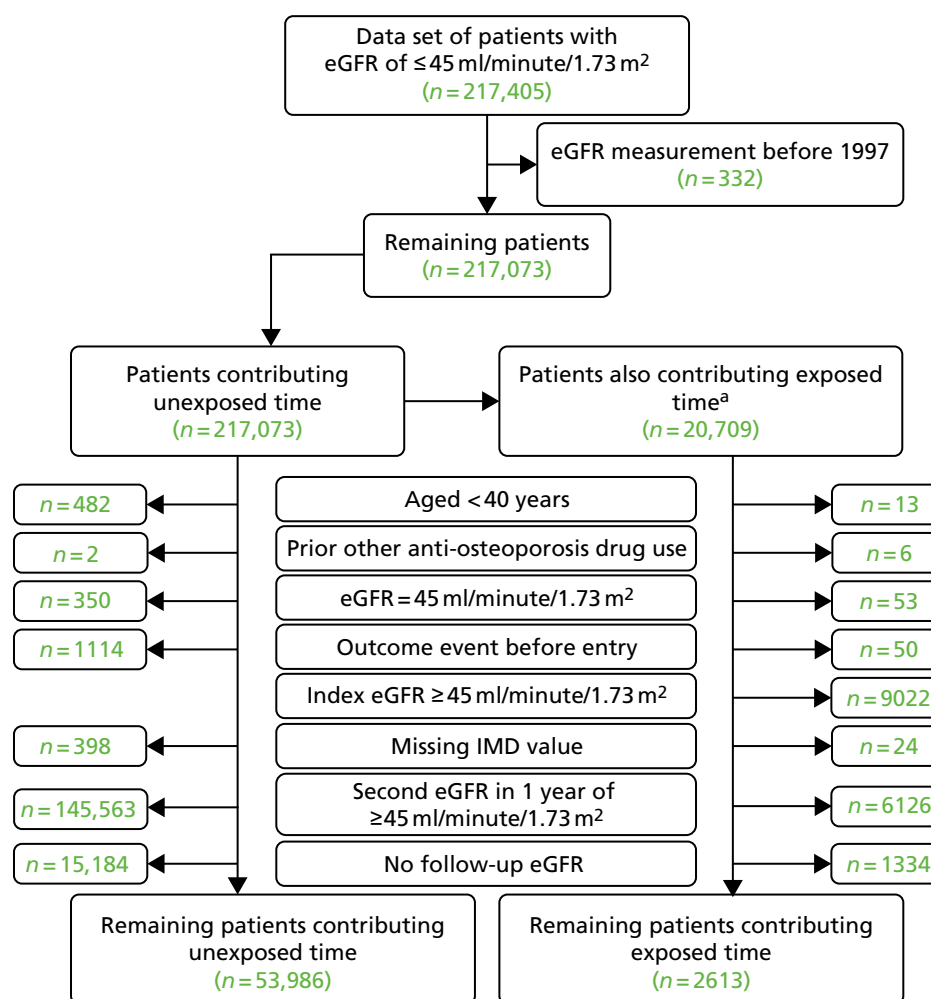 Data set of patients with
eGFR of ≤45 ml/minute/1.73 m²
(n=217,405)
eGFR measurement before 1997
(n=332)
Remaining patients
(n=217,073)
Patients contributing
unexposed time
(n=217,073)
Patients also contributing exposed
timeᵃ
(n=20,709)
n=482
Aged <40 years
n=13
n=2
Prior other anti-osteoporosis drug use
n=6
n=350
eGFR=45 ml/minute/1.73 m²
n=53
n=1114
Outcome event before entry
n=50
Index eGFR ≥45 ml/minute/1.73 m²
n=9022
n=398
Missing IMD value
n=24
n=145,563
Second eGFR in 1 year of
≥45 ml/minute/1.73 m²
n=6126
n=15,184
No follow-up eGFR
n=1334
Remaining patients contributing
unexposed time
(n=53,986)
Remaining patients contributing
exposed time
(n=2613)